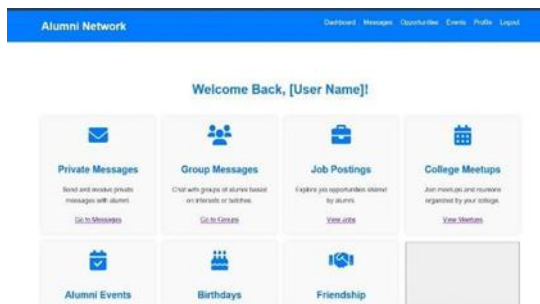 Alumni Network
Dashboard Messages Opportunities Events Profile Logout
Welcome Back, [User Name]!
Private Messages
Send and receive private
messages with alumni.
Go to Messages
Group Messages
Chat with groups of alumni based
on interests or batches.
Go to Groups
Job Postings
Explore job opportunities shared
by alumni.
View Jobs
College Meetups
Join meetups and reunions
organized by your college.
View Meetups
Alumni Events
Birthdays
Friendship